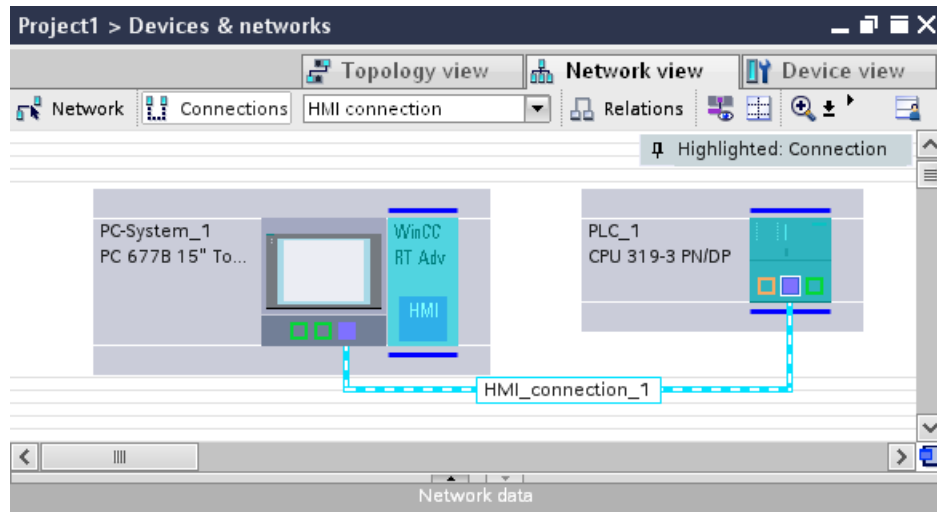 Project1 > Devices & networks
Topology view Network view Device view
Network Connections HMI connection Relations
Highlighted: Connection
PC-System_1
PC 677B 15" To...
WinCC
RT Adv
HMI
PLC_1
CPU 319-3 PN/DP
HMI_connection_1
Network data